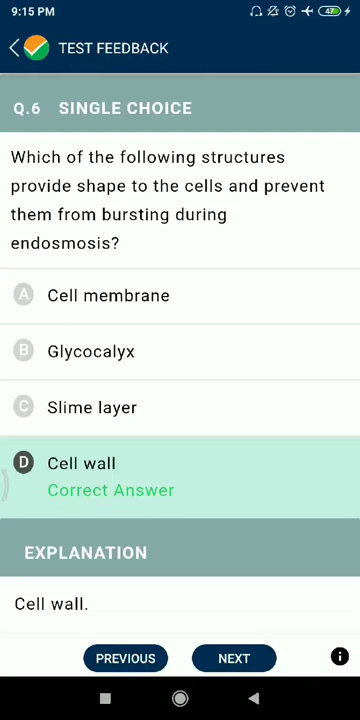 9:15 PM
47
TEST FEEDBACK
Q.6 SINGLE CHOICE
Which of the following structures
provide shape to the cells and prevent
them from bursting during
endosmosis?
A Cell membrane
B Glycocalyx
C Slime layer
D Cell wall
Correct Answer
EXPLANATION
Cell wall.
PREVIOUS NEXT